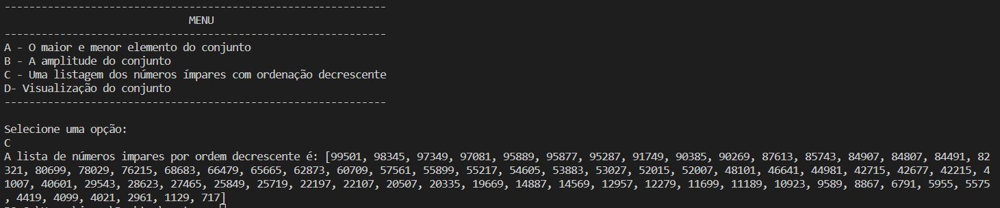 --------------------------------------------------------------
MENU
--------------------------------------------------------------
A - O maior e menor elemento do conjunto
B - A amplitude do conjunto
C - Uma listagem dos números ímpares com ordenação decrescente
D- Visualização do conjunto
--------------------------------------------------------------
Selecione uma opção:
C
A lista de números impares por ordem decrescente é: [99501, 98345, 97349, 97081, 95889, 95877, 95287, 91749, 90385, 90269, 87613, 85743, 84907, 84807, 84491, 82
321, 80699, 78029, 76215, 68683, 66479, 65665, 62873, 60709, 57561, 55899, 55217, 54605, 53883, 53027, 52015, 52007, 48101, 46641, 44981, 42715, 42677, 42215, 4
1007, 40601, 29543, 28623, 27465, 25849, 25719, 22197, 22107, 20507, 20335, 19669, 14887, 14569, 12957, 12279, 11699, 11189, 10923, 9589, 8867, 6791, 5955, 5575
, 4419, 4099, 4021, 2961, 1129, 717]